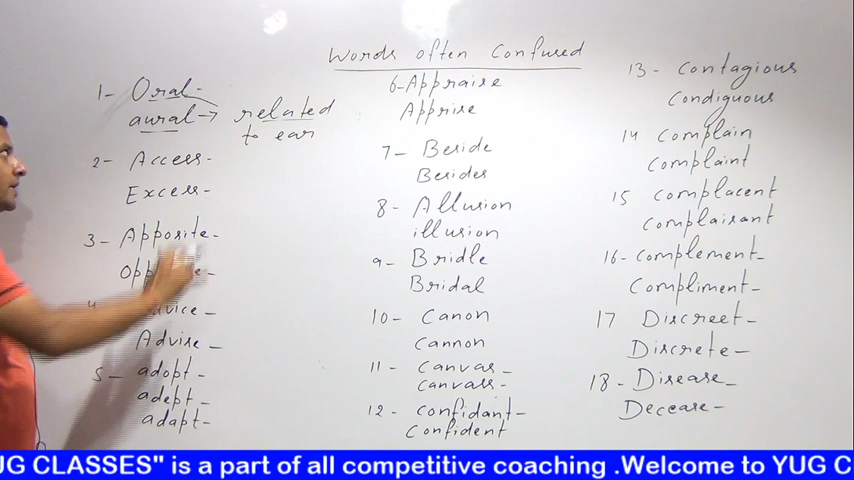 Words often Confused
1- Oral-
aural → related
to ear
2- Access-
Excess-
3- Apposite-
4
Advise -
5- adopt-
adept-
adapt-
6-Appraise
Apprise
7- Beside
Besides
8- Allusion
illusion
9- Bridle
Bridal
10- Canon
Cannon
11- Canvas-
canvass-
12- confidant-
Confident
13- Contagious
Condiguous
14 Complain
Complaint
15 complacent
Complaisant
16- complement-
Compliment-
17 Discreet-
Discrete-
18- Disease-
Decease-
UG CLASSES" is a part of all competitive coaching .Welcome to YUG C